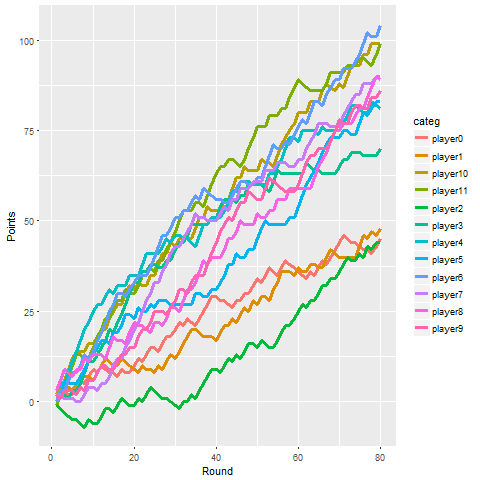 100
75
50
25
0
Points
0
20
40
60
80
Round
categ
player0
player1
player10
player11
player2
player3
player4
player5
player6
player7
player8
player9